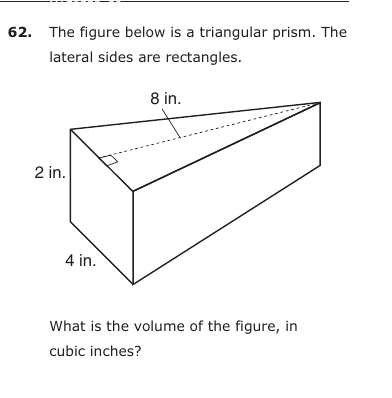 62. The figure below is a triangular prism. The
lateral sides are rectangles.
8 in.
2 in.
4 in.
What is the volume of the figure, in
cubic inches?